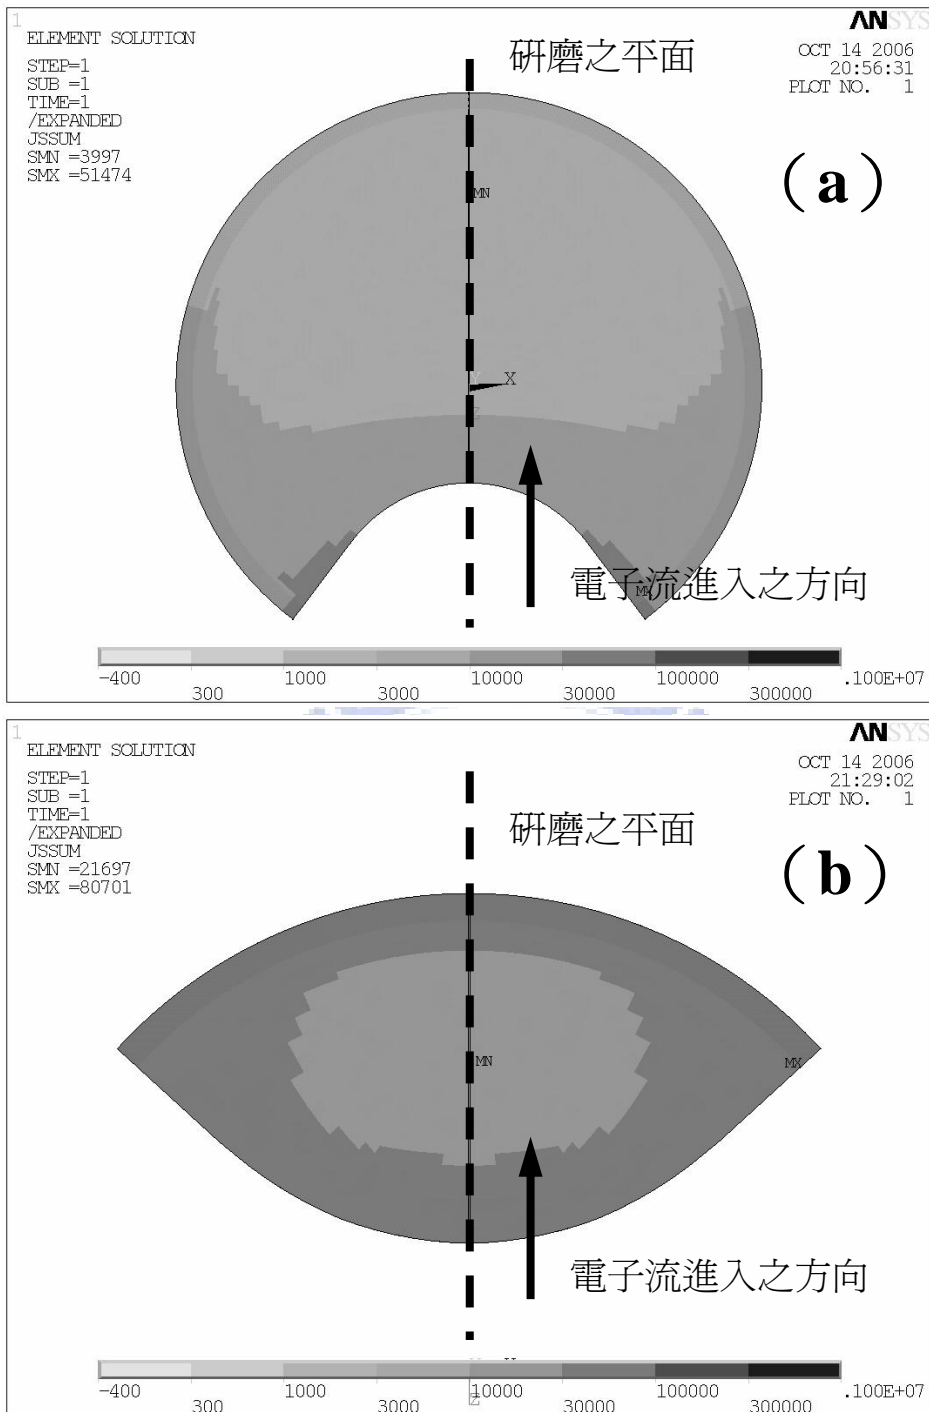 1
ANSYS
ELEMENT SOLUTION
OCT 14 2006
20:56:31
PLOT NO. 1
STEP=1
SUB =1
TIME=1
/EXPANDED
JSSUM
SMN =3997
SMX =51474
研磨之平面
(a)
MN
Y
X
Z
電子流進入之方向
MX
-400 300 1000 3000 10000 30000 100000 300000 .100E+07
1
ANSYS
ELEMENT SOLUTION
OCT 14 2006
21:29:02
PLOT NO. 1
STEP=1
SUB =1
TIME=1
/EXPANDED
JSSUM
SMN =21697
SMX =80701
研磨之平面
(b)
MN
MX
電子流進入之方向
-400 300 1000 3000 10000 30000 100000 300000 .100E+07
Z